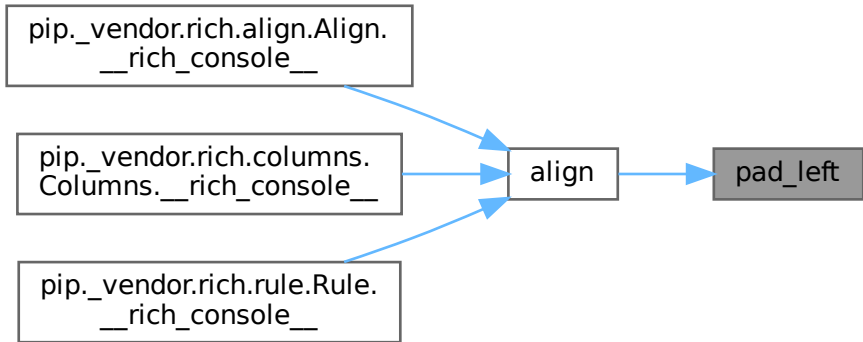 pip._vendor.rich.align.Align.
__rich_console__
pip._vendor.rich.columns.
Columns.__rich_console__
pip._vendor.rich.rule.Rule.
__rich_console__
align
pad_left